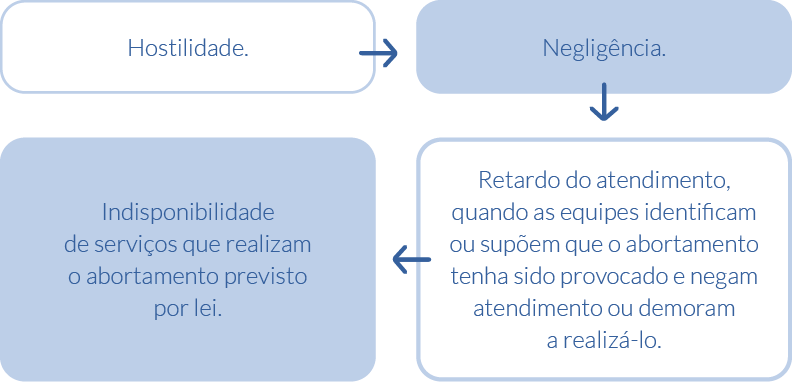 Hostilidade.
Negligência.
Retardo do atendimento,
quando as equipes identificam
ou supõem que o abortamento
tenha sido provocado e negam
atendimento ou demoram
a realizá-lo.
Indisponibilidade
de serviços que realizam
o abortamento previsto
por lei.